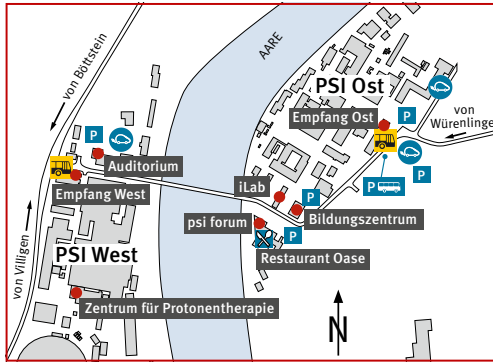 von Böttstein
AARE
PSI Ost
P
Empfang Ost
von
Würenlingen
P
Auditorium
P
P
Empfang West
iLab
P
Bildungszentrum
psi forum
P
PSI West
Restaurant Oase
von Villigen
Zentrum für Protonentherapie
N